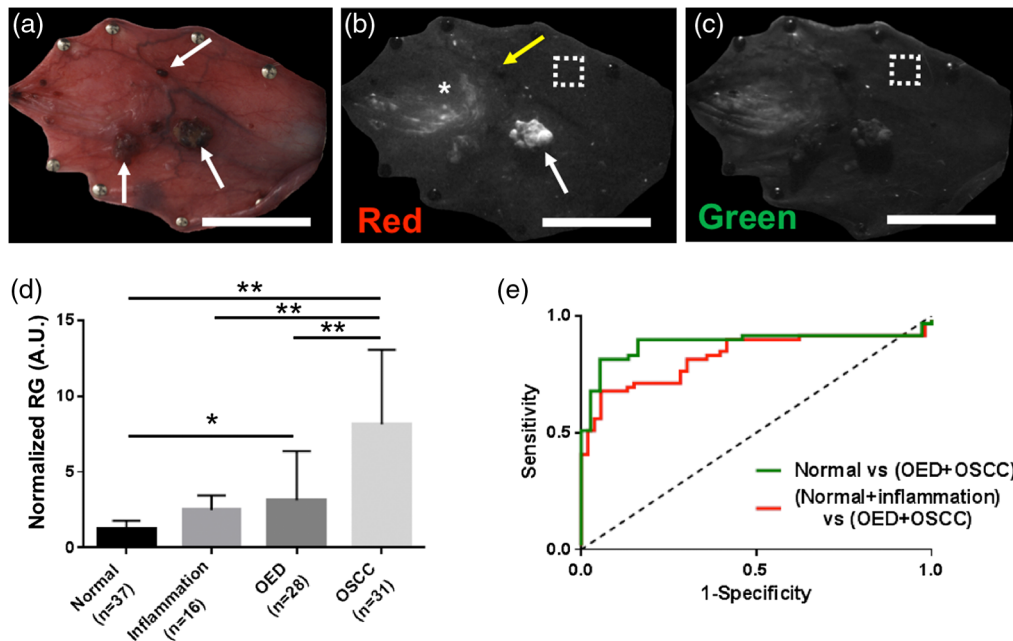 (a)
(b)
(c)
*
Red
Green
(d)
**
**
**
*
Normalized RG (A.U.)
15
10
5
0
Normal
(n=37)
Inflammation
(n=16)
OED
(n=28)
OSCC
(n=31)
(e)
Sensitivity
1.0
0.5
0.0
0.0
0.5
1.0
1-Specificity
Normal vs (OED+OSCC)
(Normal+inflammation)
vs (OED+OSCC)